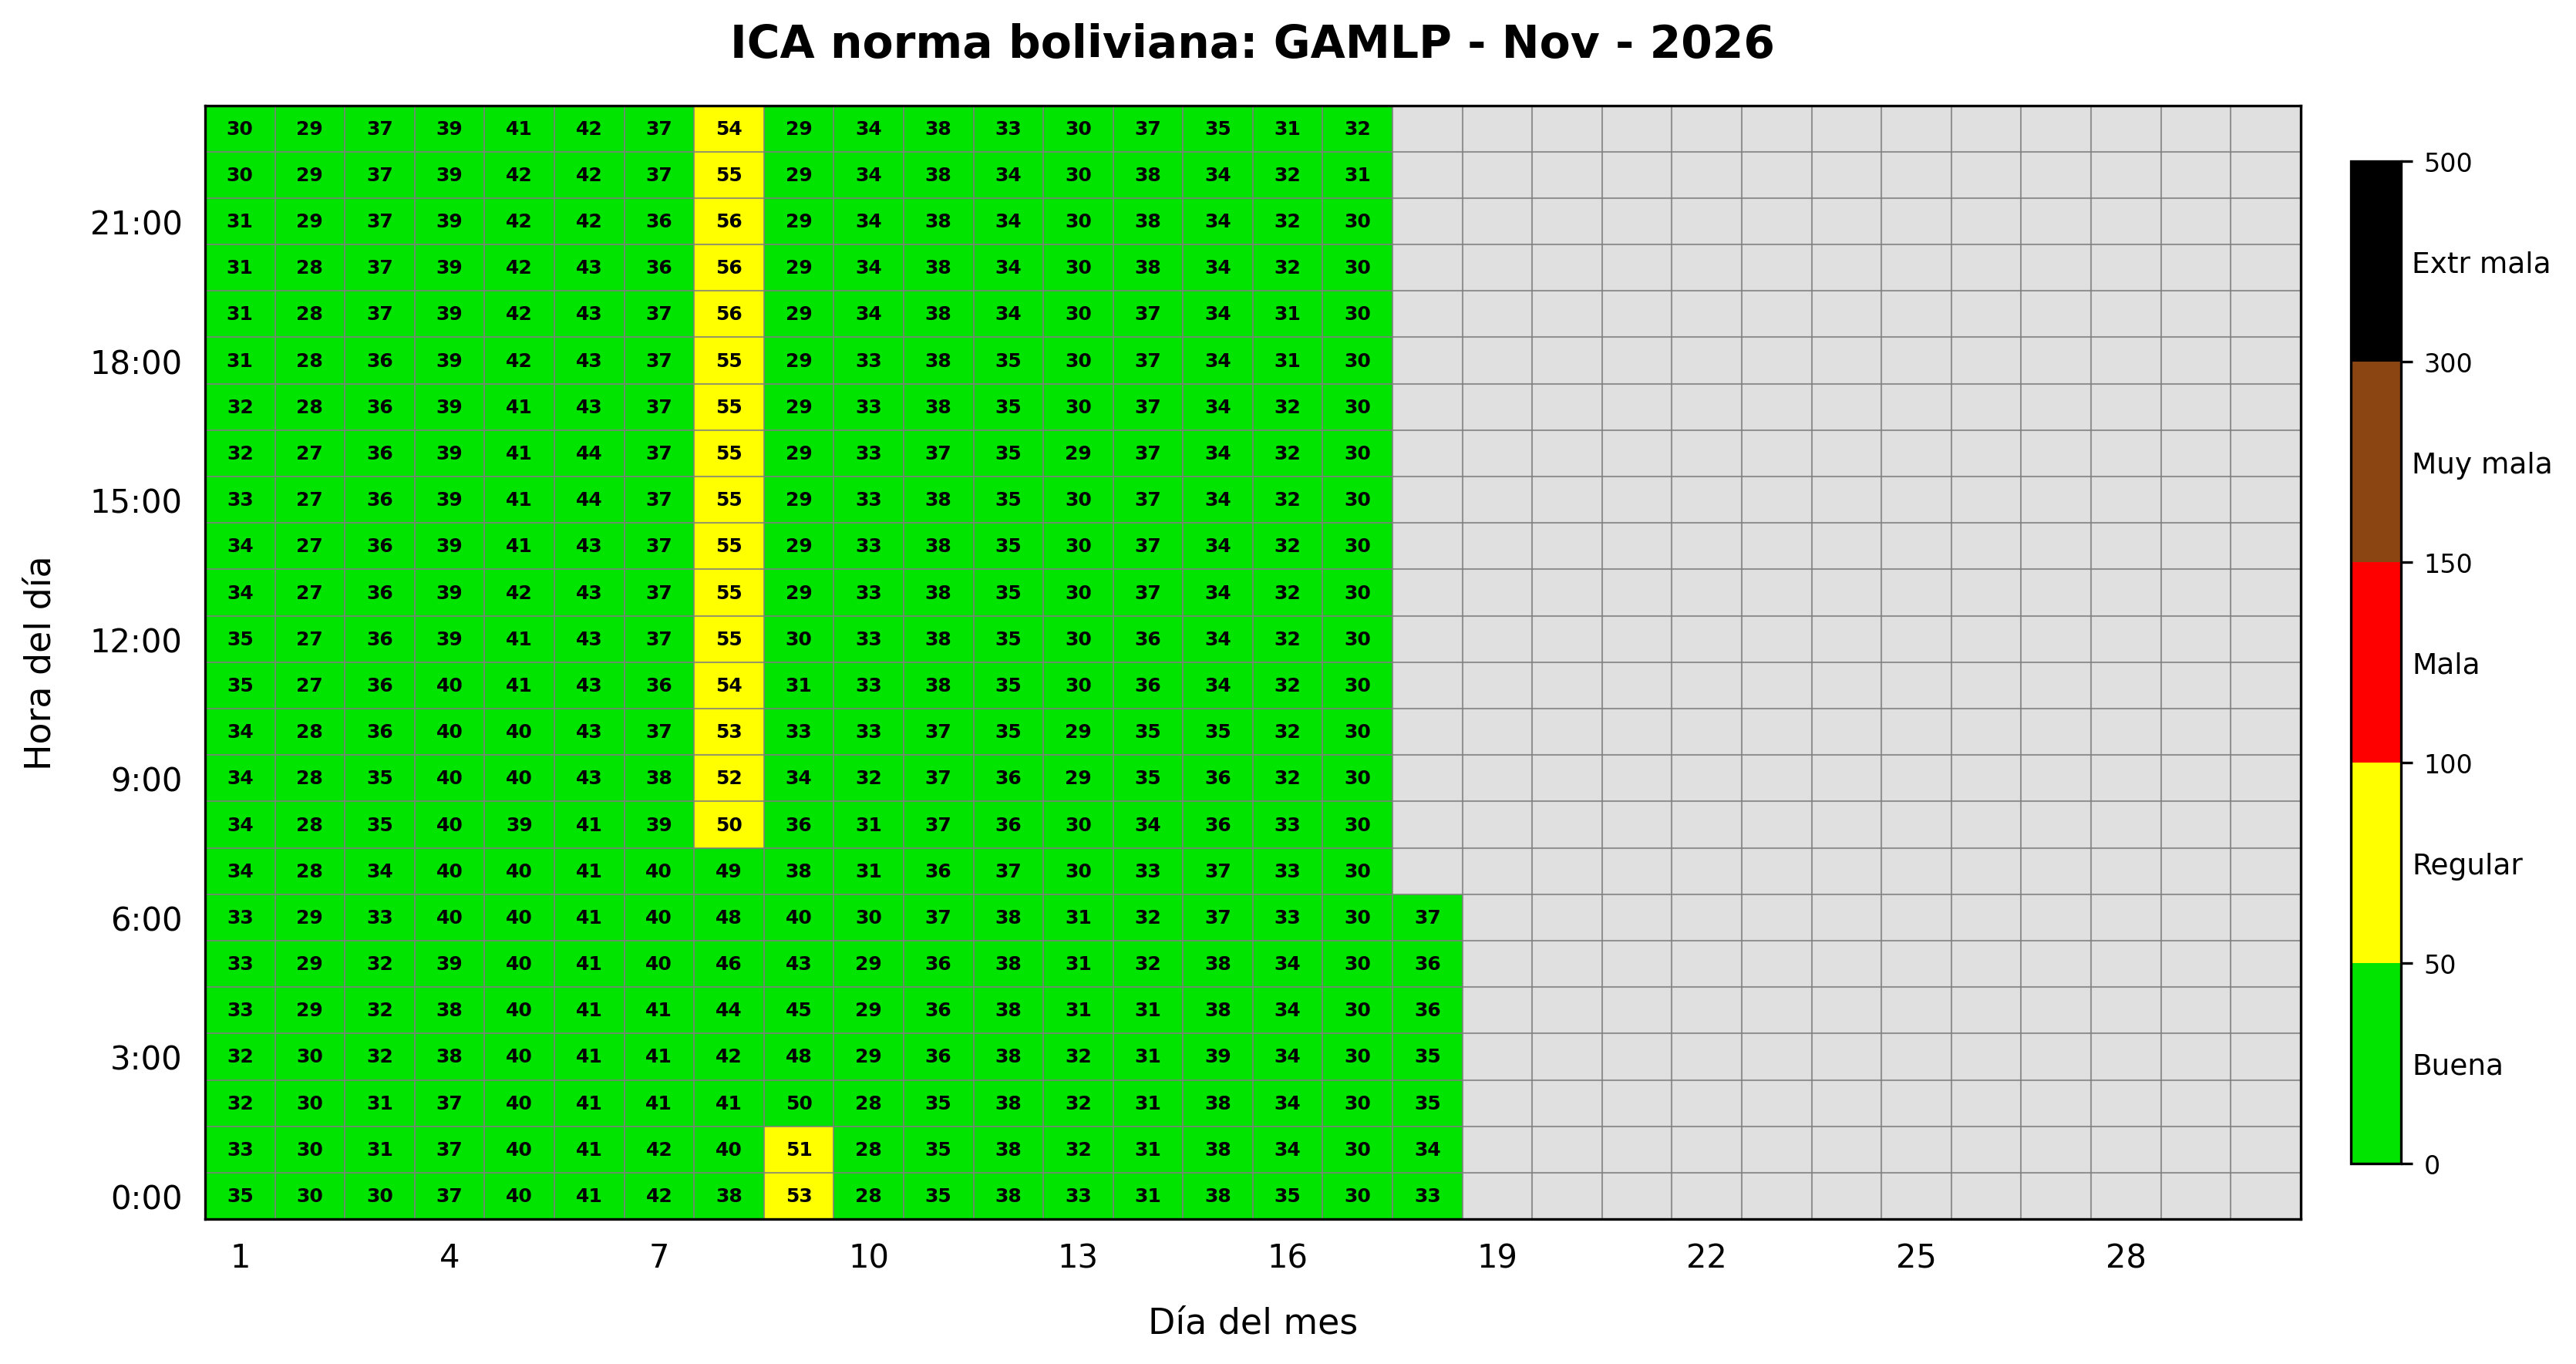 ICA norma boliviana: GAMLP - Nov - 2026
30 29 37 39 41 42 37 54 29 34 38 33 30 37 35 31 32
30 29 37 39 42 42 37 55 29 34 38 34 30 38 34 32 31
21:00 31 29 37 39 42 42 36 56 29 34 38 34 30 38 34 32 30
31 28 37 39 42 43 36 56 29 34 38 34 30 38 34 32 30
31 28 37 39 42 43 37 56 29 34 38 34 30 37 34 31 30
18:00 31 28 36 39 42 43 37 55 29 33 38 35 30 37 34 31 30
32 28 36 39 41 43 37 55 29 33 38 35 30 37 34 32 30
32 27 36 39 41 44 37 55 29 33 37 35 29 37 34 32 30
15:00 33 27 36 39 41 44 37 55 29 33 38 35 30 37 34 32 30
34 27 36 39 41 43 37 55 29 33 38 35 30 37 34 32 30
34 27 36 39 42 43 37 55 29 33 38 35 30 37 34 32 30
12:00 35 27 36 39 41 43 37 55 30 33 38 35 30 36 34 32 30
35 27 36 40 41 43 36 54 31 33 38 35 30 36 34 32 30
34 28 36 40 40 43 37 53 33 33 37 35 29 35 35 32 30
9:00 34 28 35 40 40 43 38 52 34 32 37 36 29 35 36 32 30
34 28 35 40 39 41 39 50 36 31 37 36 30 34 36 33 30
34 28 34 40 40 41 40 49 38 31 36 37 30 33 37 33 30
6:00 33 29 33 40 40 41 40 48 40 30 37 38 31 32 37 33 30 37
33 29 32 39 40 41 40 46 43 29 36 38 31 32 38 34 30 36
33 29 32 38 40 41 41 44 45 29 36 38 31 31 38 34 30 36
3:00 32 30 32 38 40 41 41 42 48 29 36 38 32 31 39 34 30 35
32 30 31 37 40 41 41 41 50 28 35 38 32 31 38 34 30 35
33 30 31 37 40 41 42 40 51 28 35 38 32 31 38 34 30 34
0:00 35 30 30 37 40 41 42 38 53 28 35 38 33 31 38 35 30 33
1 4 7 10 13 16 19 22 25 28
Día del mes
Hora del día
500
Extr mala
300
Muy mala
150
Mala
100
Regular
50
Buena
0